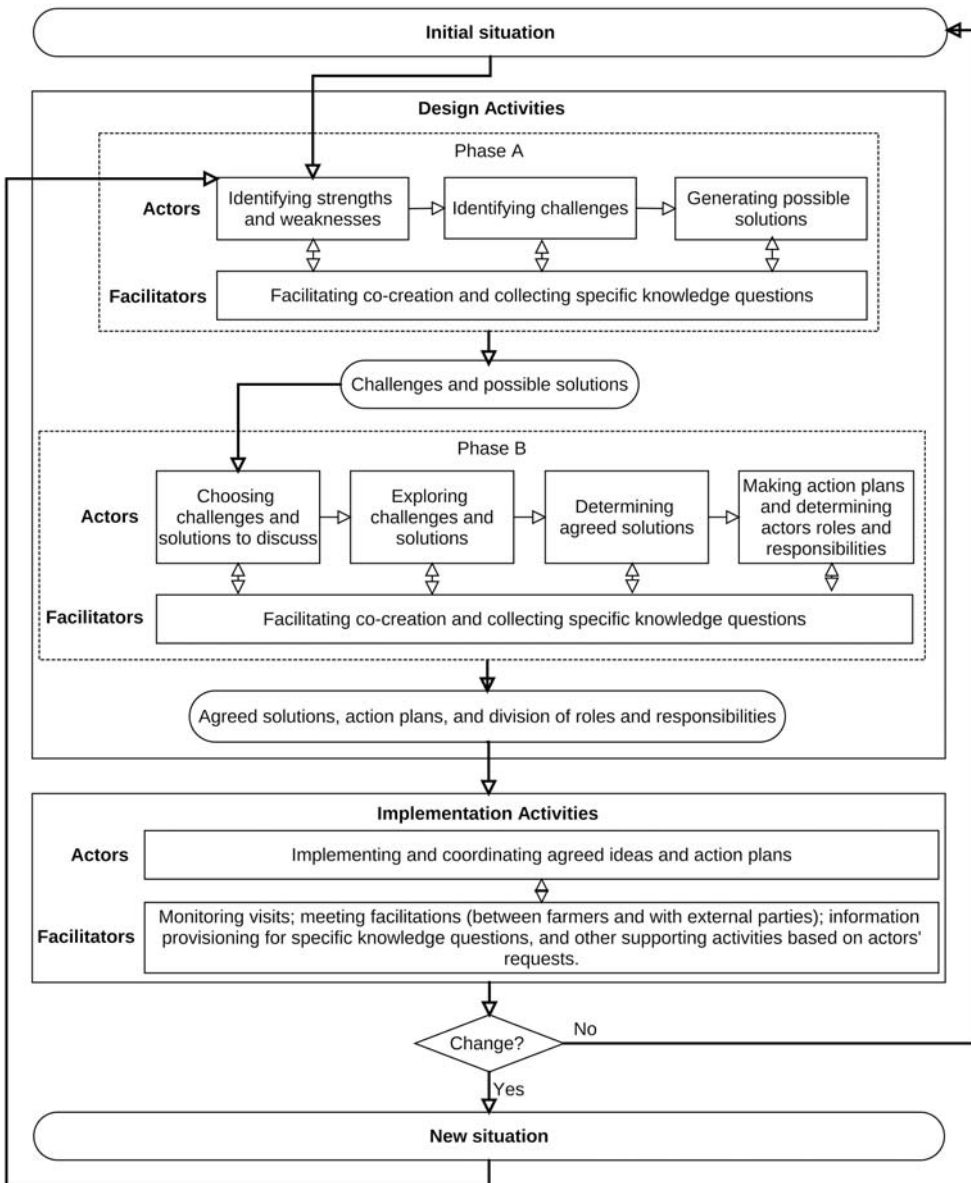 Initial situation
Design Activities
Phase A
Actors
Identifying strengths
and weaknesses
Identifying challenges
Generating possible
solutions
Facilitators
Facilitating co-creation and collecting specific knowledge questions
Challenges and possible solutions
Phase B
Actors
Choosing
challenges and
solutions to discuss
Exploring
challenges and
solutions
Determining
agreed solutions
Making action plans
and determining
actors roles and
responsibilities
Facilitators
Facilitating co-creation and collecting specific knowledge questions
Agreed solutions, action plans, and division of roles and responsibilities
Implementation Activities
Actors
Implementing and coordinating agreed ideas and action plans
Facilitators
Monitoring visits; meeting facilitations (between farmers and with external parties); information
provisioning for specific knowledge questions, and other supporting activities based on actors'
requests.
Change?
No
Yes
New situation